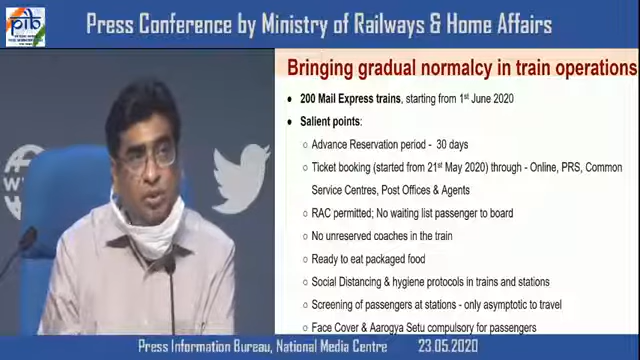 pib
Press Conference by Ministry of Railways & Home Affairs
Bringing gradual normalcy in train operations
• 200 Mail Express trains, starting from 1st June 2020
• Salient points:
○ Advance Reservation period - 30 days
○ Ticket booking (started from 21st May 2020) through - Online, PRS, Common
Service Centres, Post Offices & Agents
○ RAC permitted; No waiting list passenger to board
○ No unreserved coaches in the train
○ Ready to eat packaged food
○ Social Distancing & hygiene protocols in trains and stations
○ Screening of passengers at stations - only asymptotic to travel
○ Face Cover & Aarogya Setu compulsory for passengers
Press Information Bureau, National Media Centre 23.05.2020